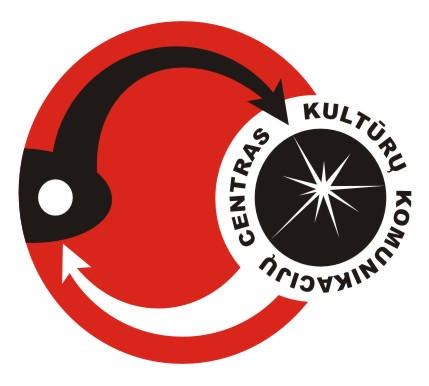 KULTŪRŲ KOMUNIKACIJŲ CENTRAS